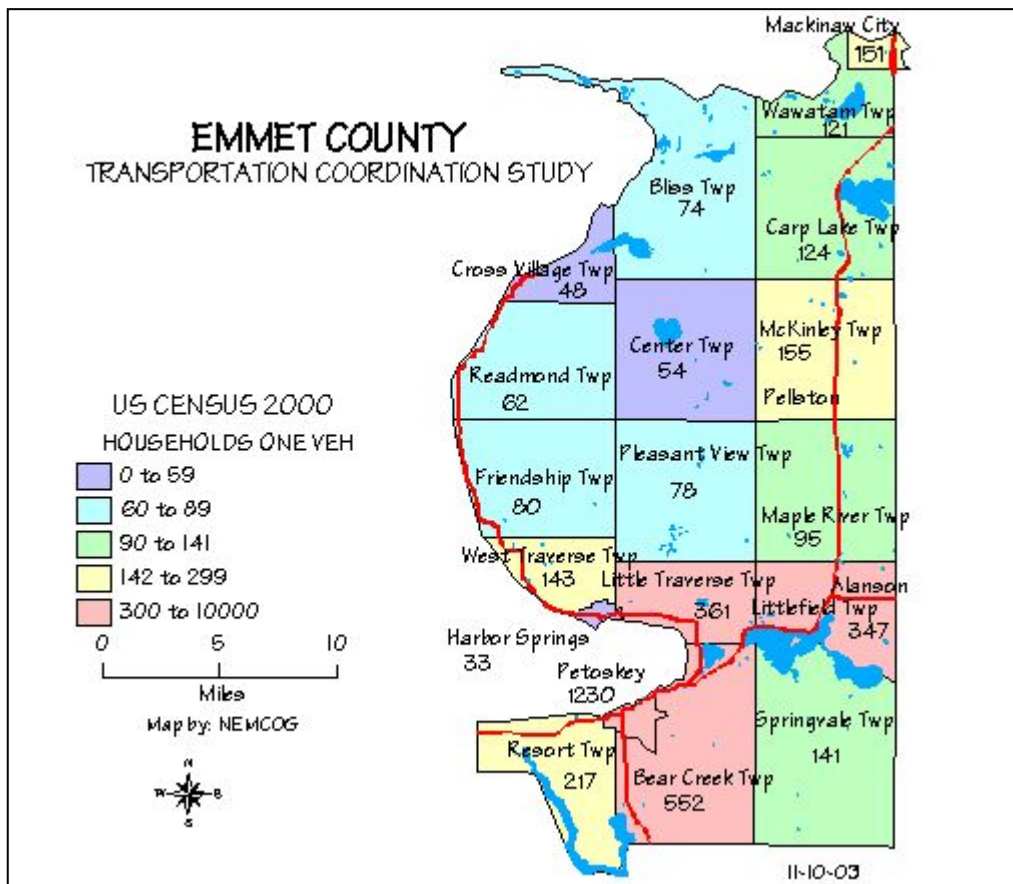 Mackinaw City
151
EMMET COUNTY
TRANSPORTATION COORDINATION STUDY
Wawatam Twp
121
Bliss Twp
74
Carp Lake Twp
124
Cross Village Twp
48
Center Twp
54
McKinley Twp
155
Pellston
Readmond Twp
62
US CENSUS 2000
HOUSEHOLDS ONE VEH
0 to 59
60 to 89
90 to 141
142 to 299
300 to 10000
Friendship Twp
80
Pleasant View Twp
78
Maple River Twp
95
West Traverse Twp
143
Little Traverse Twp
361
Alanson
Littlefield Twp
347
Harbor Springs
33
Petoskey
1230
0 5 10
Miles
Map by: NEMCOG
N
W E
S
Resort Twp
217
Bear Creek Twp
552
Springvale Twp
141
11-10-03